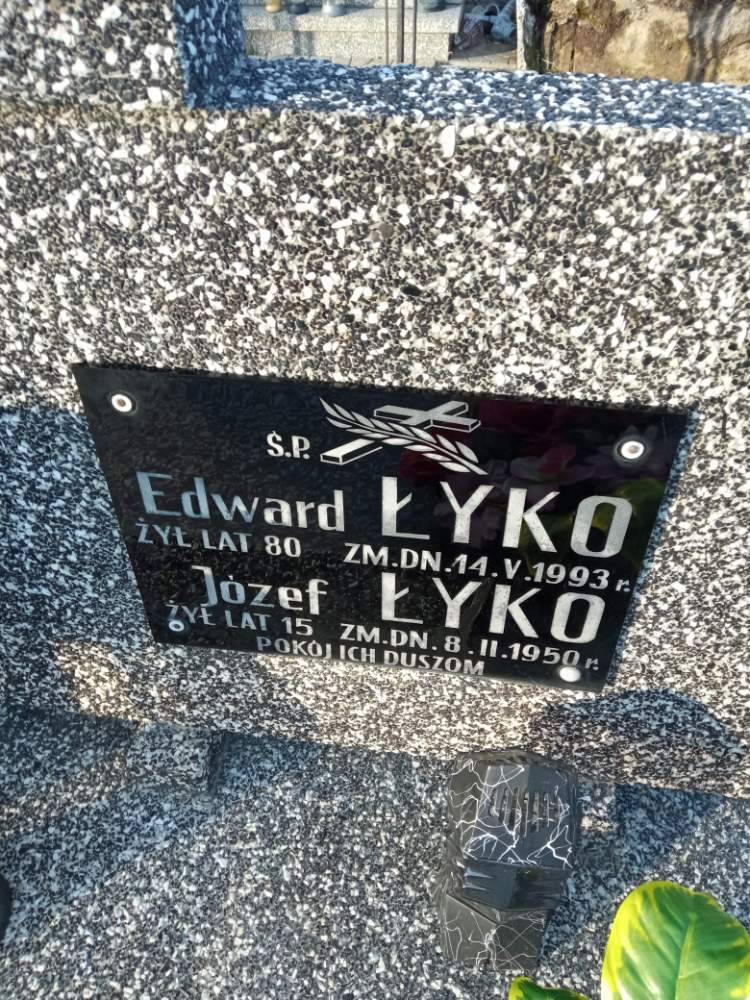 Ś.P.
Edward ŁYKO
ŻYŁ LAT 80 ZM.DN.14.V.1993 r.
Józef ŁYKO
ŻYŁ LAT 15 ZM.DN.8.II.1950 r.
POKÓJ ICH DUSZOM